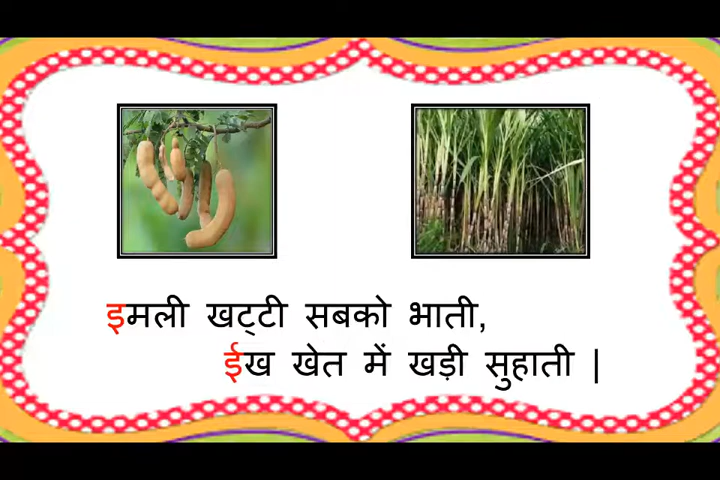 इमली खट्टी सबको भाती,
ईख खेत में खड़ी सुहाती |